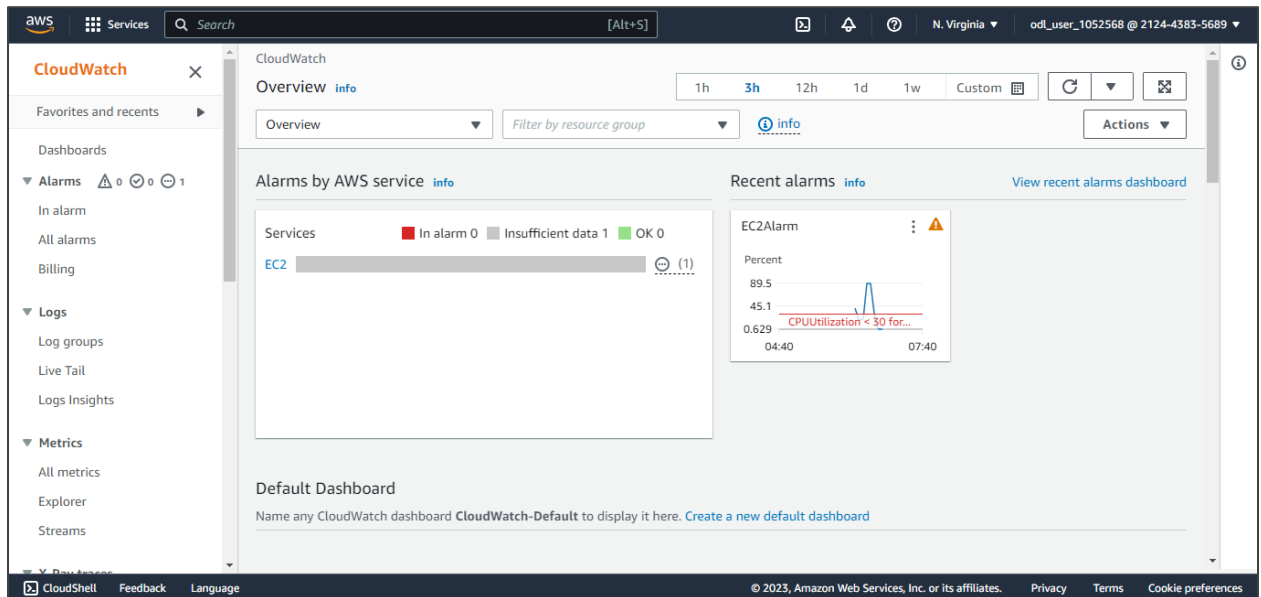 aws Services Search [Alt+S] N. Virginia odl_user_1052568 @ 2124-4383-5689
CloudWatch
Favorites and recents
Dashboards
Alarms 0 0 1
In alarm
All alarms
Billing
Logs
Log groups
Live Tail
Logs Insights
Metrics
All metrics
Explorer
Streams
X-Ray traces
CloudWatch
Overview info
1h 3h 12h 1d 1w Custom
Overview Filter by resource group info Actions
Alarms by AWS service info
Services In alarm 0 Insufficient data 1 OK 0
EC2 (1)
Recent alarms info View recent alarms dashboard
EC2Alarm
Percent
89.5
45.1
CPUUtilization < 30 for...
0.629
04:40 07:40
Default Dashboard
Name any CloudWatch dashboard CloudWatch-Default to display it here. Create a new default dashboard
CloudShell Feedback Language © 2023, Amazon Web Services, Inc. or its affiliates. Privacy Terms Cookie preferences